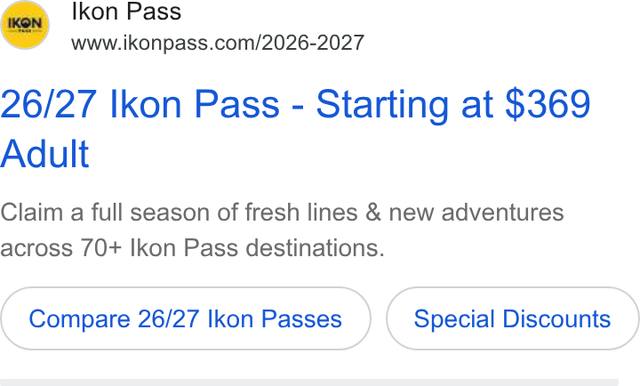 IKON
PASS
Ikon Pass
www.ikonpass.com/2026-2027
26/27 Ikon Pass - Starting at $369
Adult
Claim a full season of fresh lines & new adventures
across 70+ Ikon Pass destinations.
Compare 26/27 Ikon Passes
Special Discounts